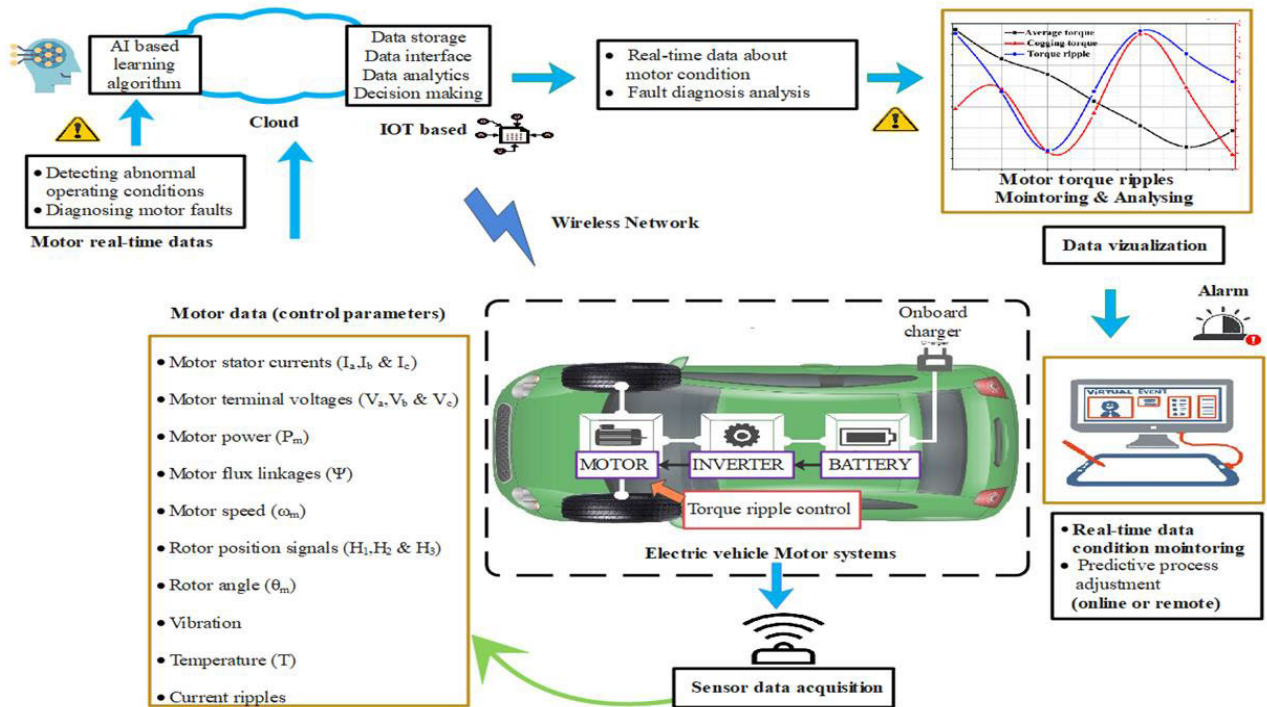 AI based
learning
algorithm
Data storage
Data interface
Data analytics
Decision making
Cloud
IOT based
• Real-time data about
motor condition
• Fault diagnosis analysis
Average torque
Cogging torque
Torque ripple
Motor torque ripples
Mointoring & Analysing
• Detecting abnormal
operating conditions
• Diagnosing motor faults
Motor real-time datas
Wireless Network
Data vizualization
Alarm
Motor data (control parameters)
• Motor stator currents (Iₐ,I_b & I_c)
• Motor terminal voltages (Vₐ,V_b & V_c)
• Motor power (Pₘ)
• Motor flux linkages (Ψ)
• Motor speed (ωₘ)
• Rotor position signals (H₁,H₂ & H₃)
• Rotor angle (θₘ)
• Vibration
• Temperature (T)
• Current ripples
Onboard
charger
Charger
MOTOR
INVERTER
BATTERY
Torque ripple control
Electric vehicle Motor systems
VIRTUAL EVENT
• Real-time data
condition mointoring
• Predictive process
adjustment
(online or remote)
Sensor data acquisition